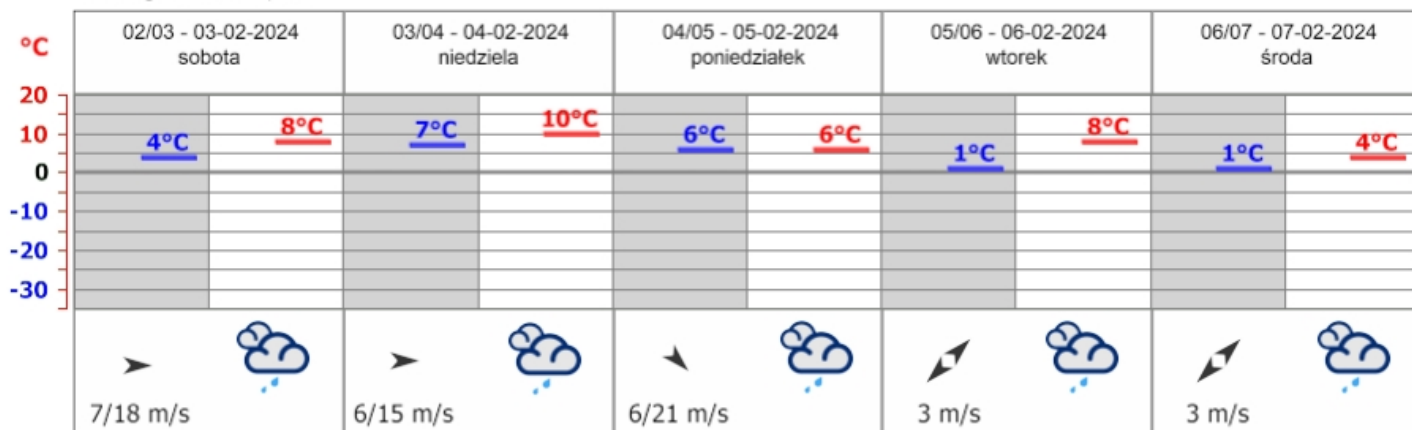 °C
02/03 - 03-02-2024
sobota
03/04 - 04-02-2024
niedziela
04/05 - 05-02-2024
poniedziałek
05/06 - 06-02-2024
wtorek
06/07 - 07-02-2024
środa
20
10
0
-10
-20
-30
4°C
8°C
7°C
10°C
6°C
6°C
1°C
8°C
1°C
4°C
7/18 m/s
6/15 m/s
6/21 m/s
3 m/s
3 m/s